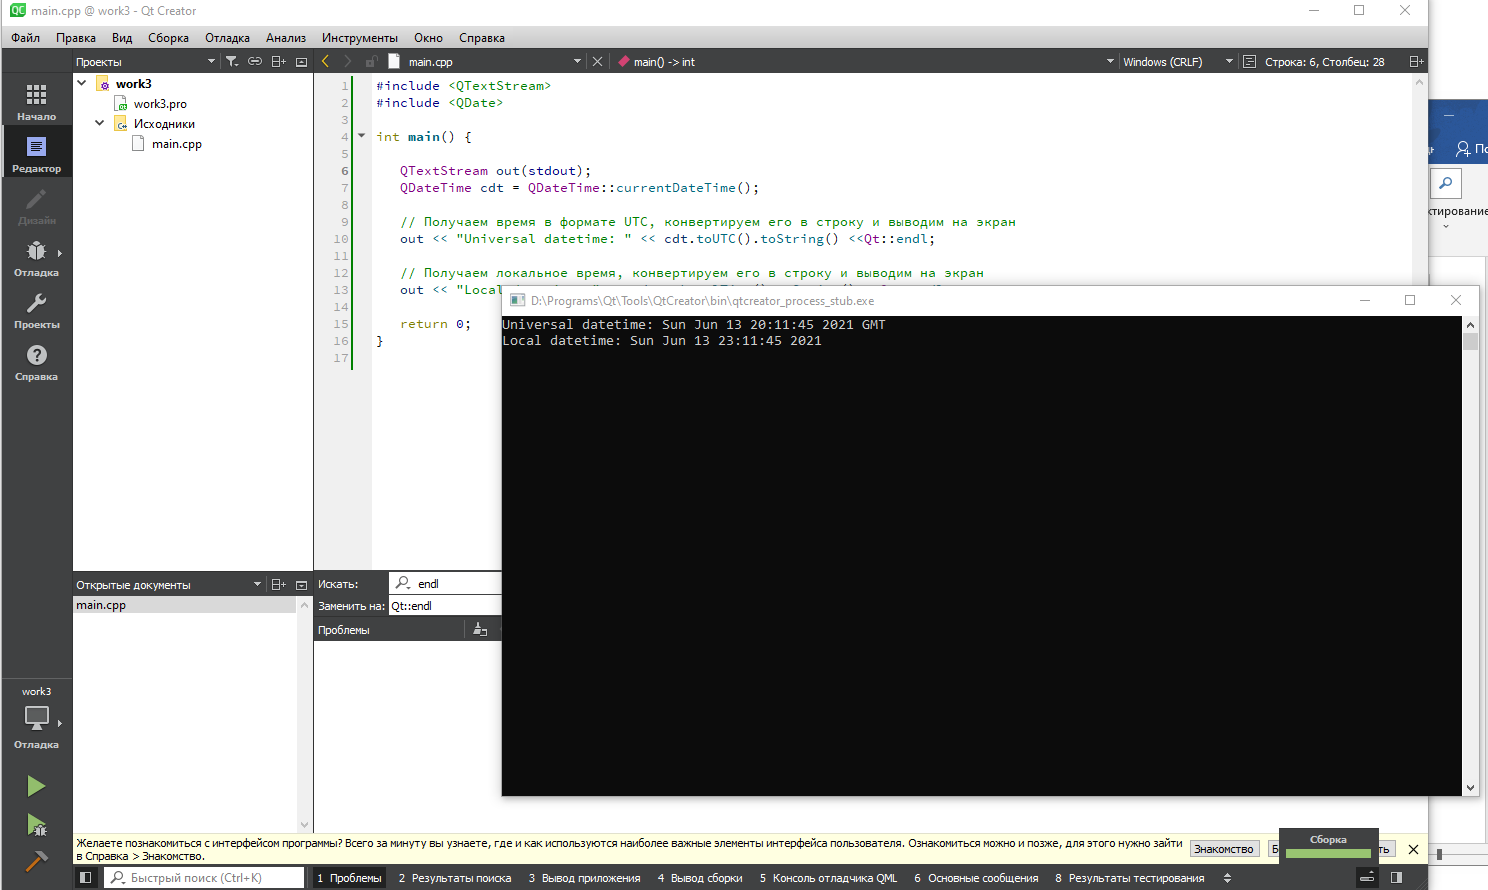 main.cpp @ work3 - Qt Creator
Файл Правка Вид Сборка Отладка Анализ Инструменты Окно Справка
Проекты
main.cpp
main() -> int
Windows (CRLF)
Строка: 6, Столбец: 28
Начало
Редактор
Дизайн
Отладка
Проекты
Справка
work3
work3.pro
Исходники
main.cpp
1 #include <QTextStream>
2 #include <QDate>
3
4 int main() {
5
6 QTextStream out(stdout);
7 QDateTime cdt = QDateTime::currentDateTime();
8
9 // Получаем время в формате UTC, конвертируем его в строку и выводим на экран
10 out << "Universal datetime: " << cdt.toUTC().toString() <<Qt::endl;
11
12 // Получаем локальное время, конвертируем его в строку и выводим на экран
13 out << "Local
14
15 return 0;
16 }
17
D:\Programs\Qt\Tools\QtCreator\bin\qtcreator_process_stub.exe
Universal datetime: Sun Jun 13 20:11:45 2021 GMT
Local datetime: Sun Jun 13 23:11:45 2021
Открытые документы
main.cpp
Искать: endl
Заменить на: Qt::endl
Проблемы
work3
Отладка
Желаете познакомиться с интерфейсом программы? Всего за минуту вы узнаете, где и как используются наиболее важные элементы интерфейса пользователя. Ознакомиться можно и позже, для этого нужно зайти
в Справка > Знакомство.
Знакомство
Сборка
Быстрый поиск (Ctrl+K)
1 Проблемы 2 Результаты поиска 3 Вывод приложения 4 Вывод сборки 5 Консоль отладчика QML 6 Основные сообщения 8 Результаты тестирования